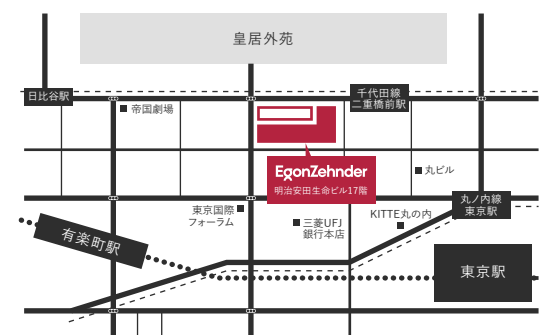 皇居外苑
日比谷駅
千代田線
二重橋前駅
帝国劇場
EgonZehnder
明治安田生命ビル17階
丸ビル
丸ノ内線
東京駅
東京国際
フォーラム
三菱UFJ
銀行本店
KITTE丸の内
有楽町駅
東京駅